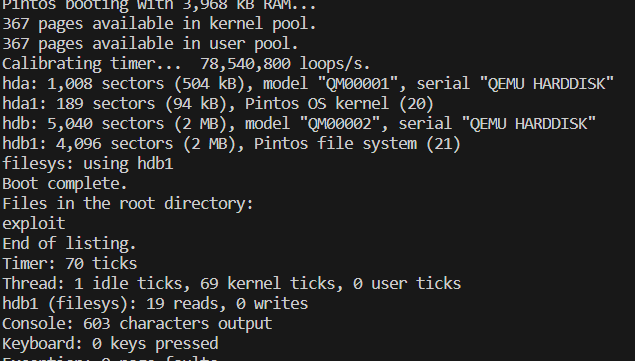 Pintos booting with 3,968 kB RAM...
367 pages available in kernel pool.
367 pages available in user pool.
Calibrating timer...  78,540,800 loops/s.
hda: 1,008 sectors (504 kB), model "QM00001", serial "QEMU HARDDISK"
hda1: 189 sectors (94 kB), Pintos OS kernel (20)
hdb: 5,040 sectors (2 MB), model "QM00002", serial "QEMU HARDDISK"
hdb1: 4,096 sectors (2 MB), Pintos file system (21)
filesys: using hdb1
Boot complete.
Files in the root directory:
exploit
End of listing.
Timer: 70 ticks
Thread: 1 idle ticks, 69 kernel ticks, 0 user ticks
hdb1 (filesys): 19 reads, 0 writes
Console: 603 characters output
Keyboard: 0 keys pressed
Exception: 0 page faults